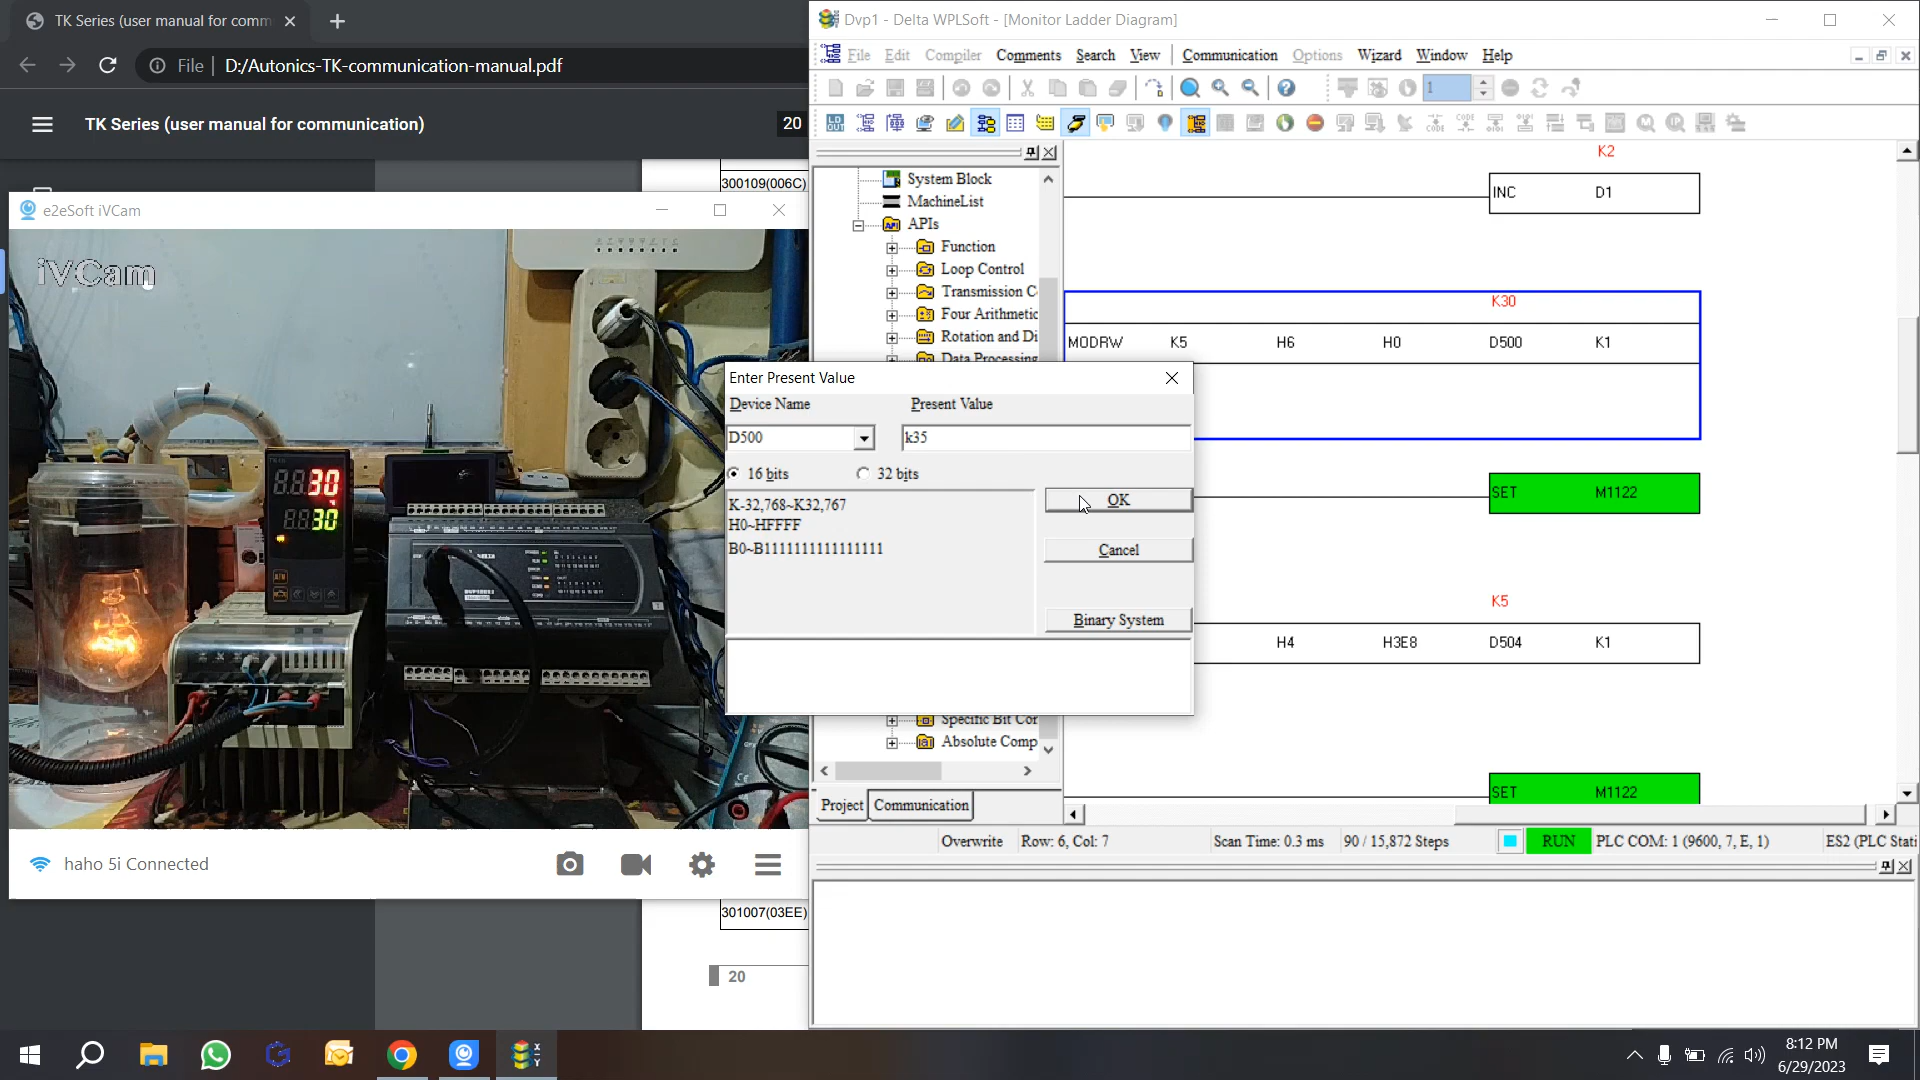 TK Series (user manual for comm
File
D:/Autonics-TK-communication-manual.pdf
TK Series (user manual for communication)
20
300109(006C)
e2eSoft iVCam
iVCam
30
30
haho 5i Connected
301007(03EE)
20
Dvp1 - Delta WPLSoft - [Monitor Ladder Diagram]
File Edit Compiler Comments Search View Communication Options Wizard Window Help
1
System Block
MachineList
APIs
Function
Loop Control
Transmission C
Four Arithmetic
Rotation and Di
Data Processing
Specific Bit Cor
Absolute Comp
Project
Communication
K2
INC D1
K30
MODRW K5 H6 H0 D500 K1
SET M1122
K5
H4 H3E8 D504 K1
SET M1122
Enter Present Value
Device Name
Present Value
D500
k35
16 bits
32 bits
K-32,768~K32,767
H0~HFFFF
B0~B1111111111111111
OK
Cancel
Binary System
Overwrite
Row: 6, Col: 7
Scan Time: 0.3 ms
90 / 15,872 Steps
RUN
PLC COM: 1 (9600, 7, E, 1)
ES2 (PLC Stati
8:12 PM
6/29/2023